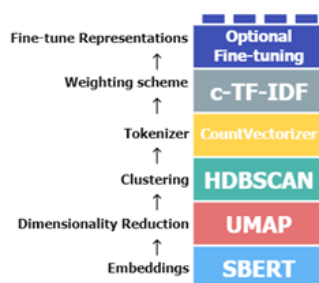 Fine-tune Representations
Optional
Fine-tuning
Weighting scheme
c-TF-IDF
Tokenizer
CountVectorizer
Clustering
HDBSCAN
Dimensionality Reduction
UMAP
Embeddings
SBERT